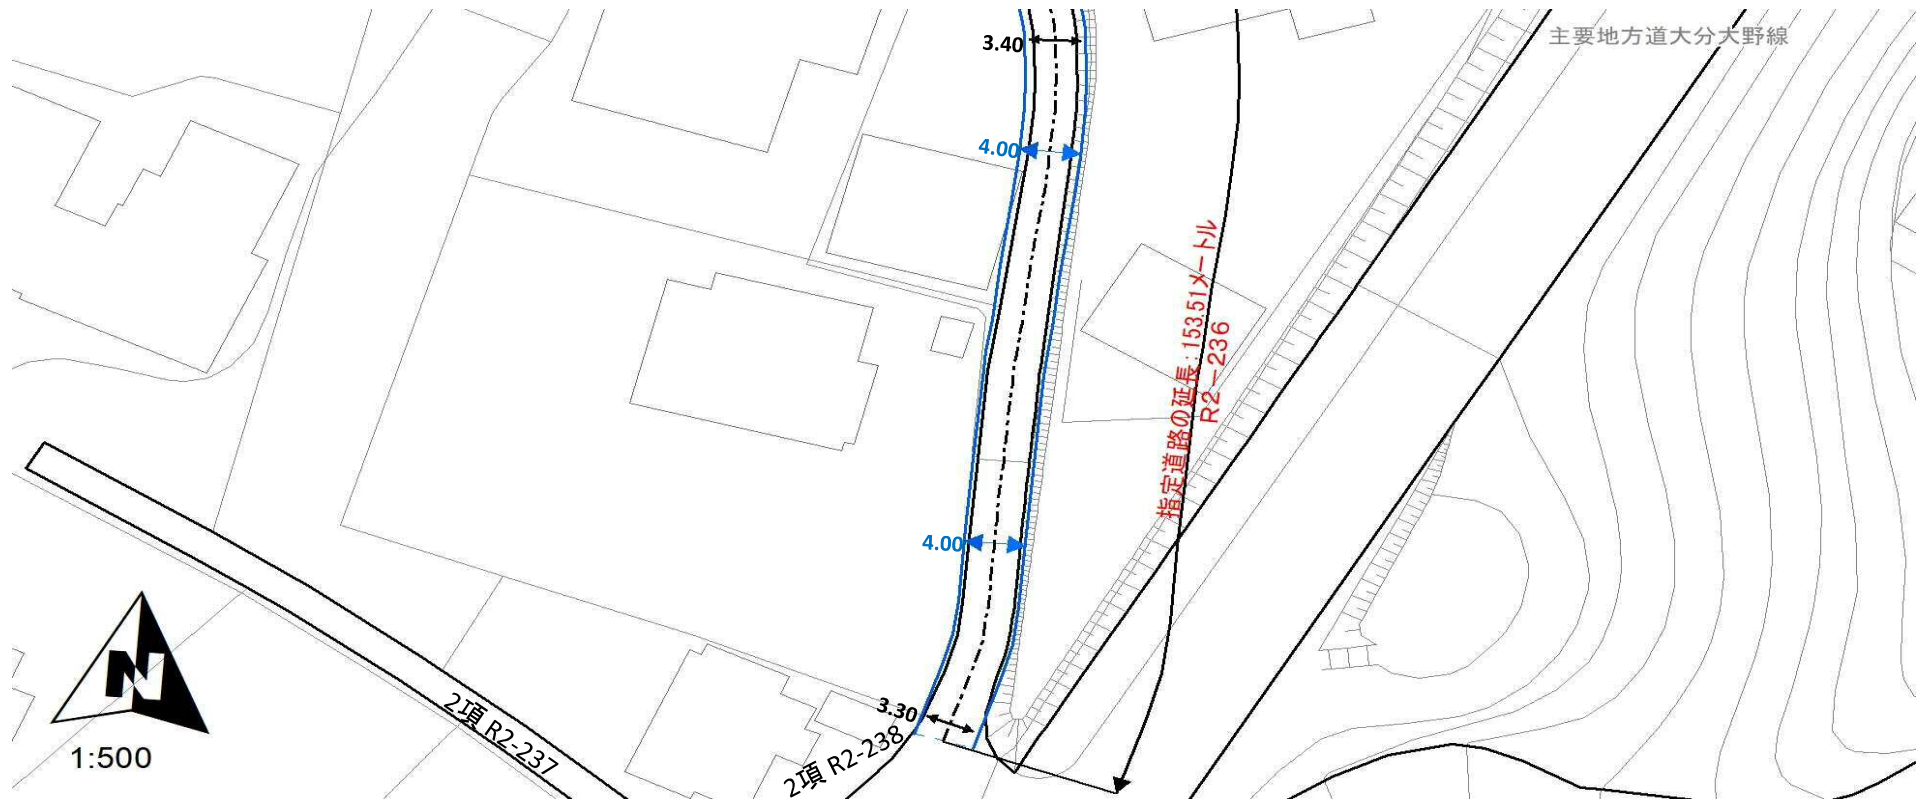 主要地方道大分大野線
3.40
4.00
指定道路の延長:153.51メートル
R2-236
4.00
3.30
2項 R2-238
2項 R2-237
N
1:500